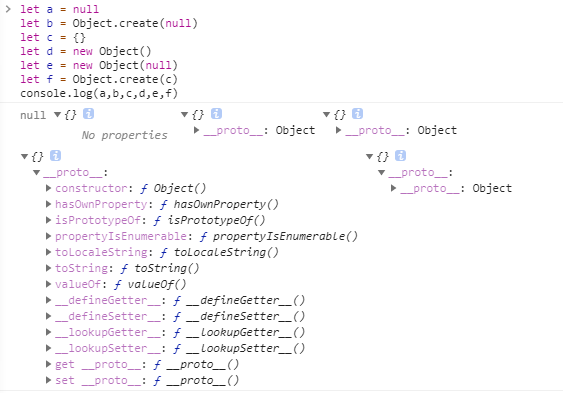 > let a = null
let b = Object.create(null)
let c = {}
let d = new Object()
let e = new Object(null)
let f = Object.create(c)
console.log(a,b,c,d,e,f)
null ▼{} i ▼{} i ▼{} i
No properties ▶__proto__: Object ▶__proto__: Object
▼{} i ▼{} i
▼__proto__: ▼__proto__:
▶constructor: ƒ Object() ▶__proto__: Object
▶hasOwnProperty: ƒ hasOwnProperty()
▶isPrototypeOf: ƒ isPrototypeOf()
▶propertyIsEnumerable: ƒ propertyIsEnumerable()
▶toLocaleString: ƒ toLocaleString()
▶toString: ƒ toString()
▶valueOf: ƒ valueOf()
▶__defineGetter__: ƒ __defineGetter__()
▶__defineSetter__: ƒ __defineSetter__()
▶__lookupGetter__: ƒ __lookupGetter__()
▶__lookupSetter__: ƒ __lookupSetter__()
▶get __proto__: ƒ __proto__()
▶set __proto__: ƒ __proto__()